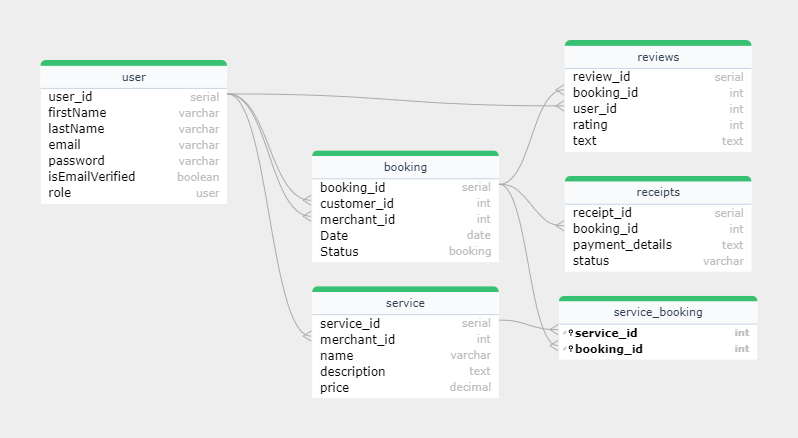 user
user_id serial
firstName varchar
lastName varchar
email varchar
password varchar
isEmailVerified boolean
role user
booking
booking_id serial
customer_id int
merchant_id int
Date date
Status booking
service
service_id serial
merchant_id int
name varchar
description text
price decimal
reviews
review_id serial
booking_id int
user_id int
rating int
text text
receipts
receipt_id serial
booking_id int
payment_details text
status varchar
service_booking
service_id int
booking_id int